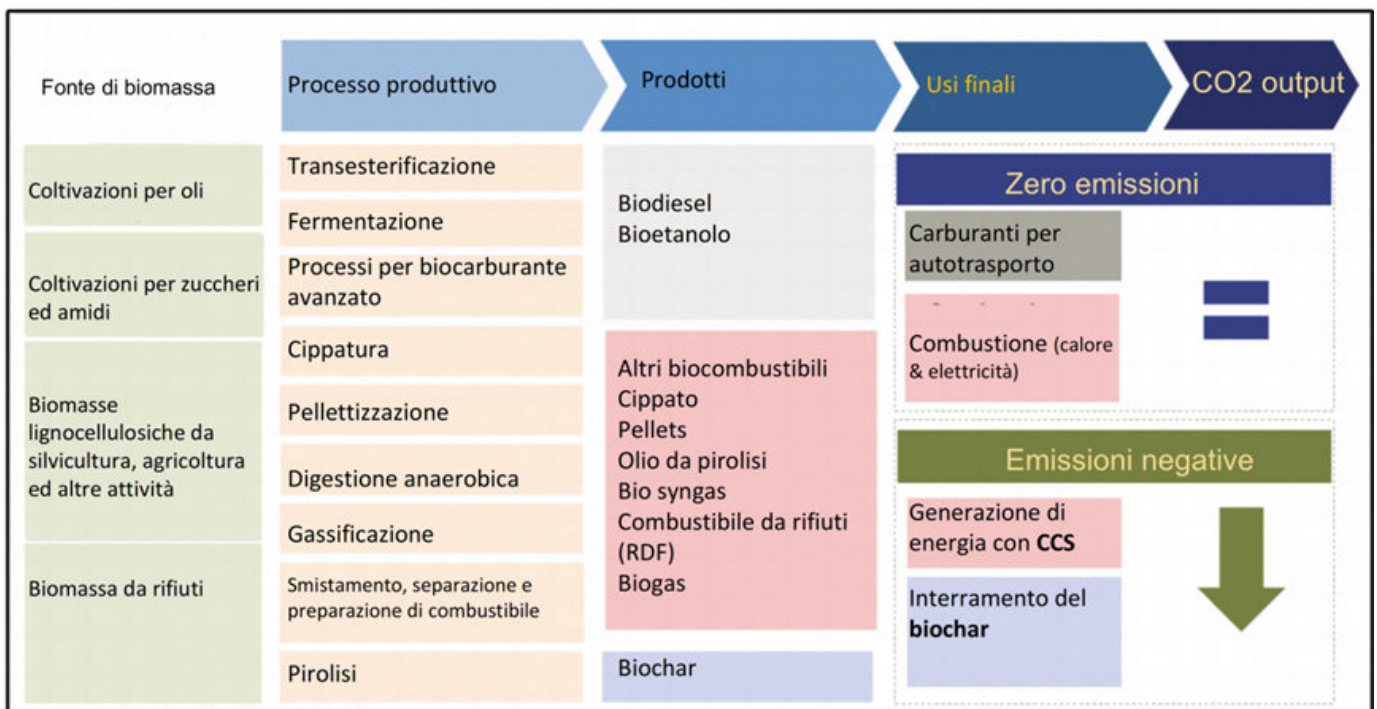 Fonte di biomassa
Processo produttivo
Prodotti
Usi finali
CO2 output
Coltivazioni per oli
Coltivazioni per zuccheri
ed amidi
Biomasse
lignocellulosiche da
silvicultura, agricoltura
ed altre attività
Biomassa da rifiuti
Transesterificazione
Fermentazione
Processi per biocarburante
avanzato
Cippatura
Pellettizzazione
Digestione anaerobica
Gassificazione
Smistamento, separazione e
preparazione di combustibile
Pirolisi
Biodiesel
Bioetanolo
Altri biocombustibili
Cippato
Pellets
Olio da pirolisi
Bio syngas
Combustibile da rifiuti
(RDF)
Biogas
Biochar
Zero emissioni
Carburanti per
autotrasporto
Combustione (calore
& elettricità)
Emissioni negative
Generazione di
energia con CCS
Interramento del
biochar